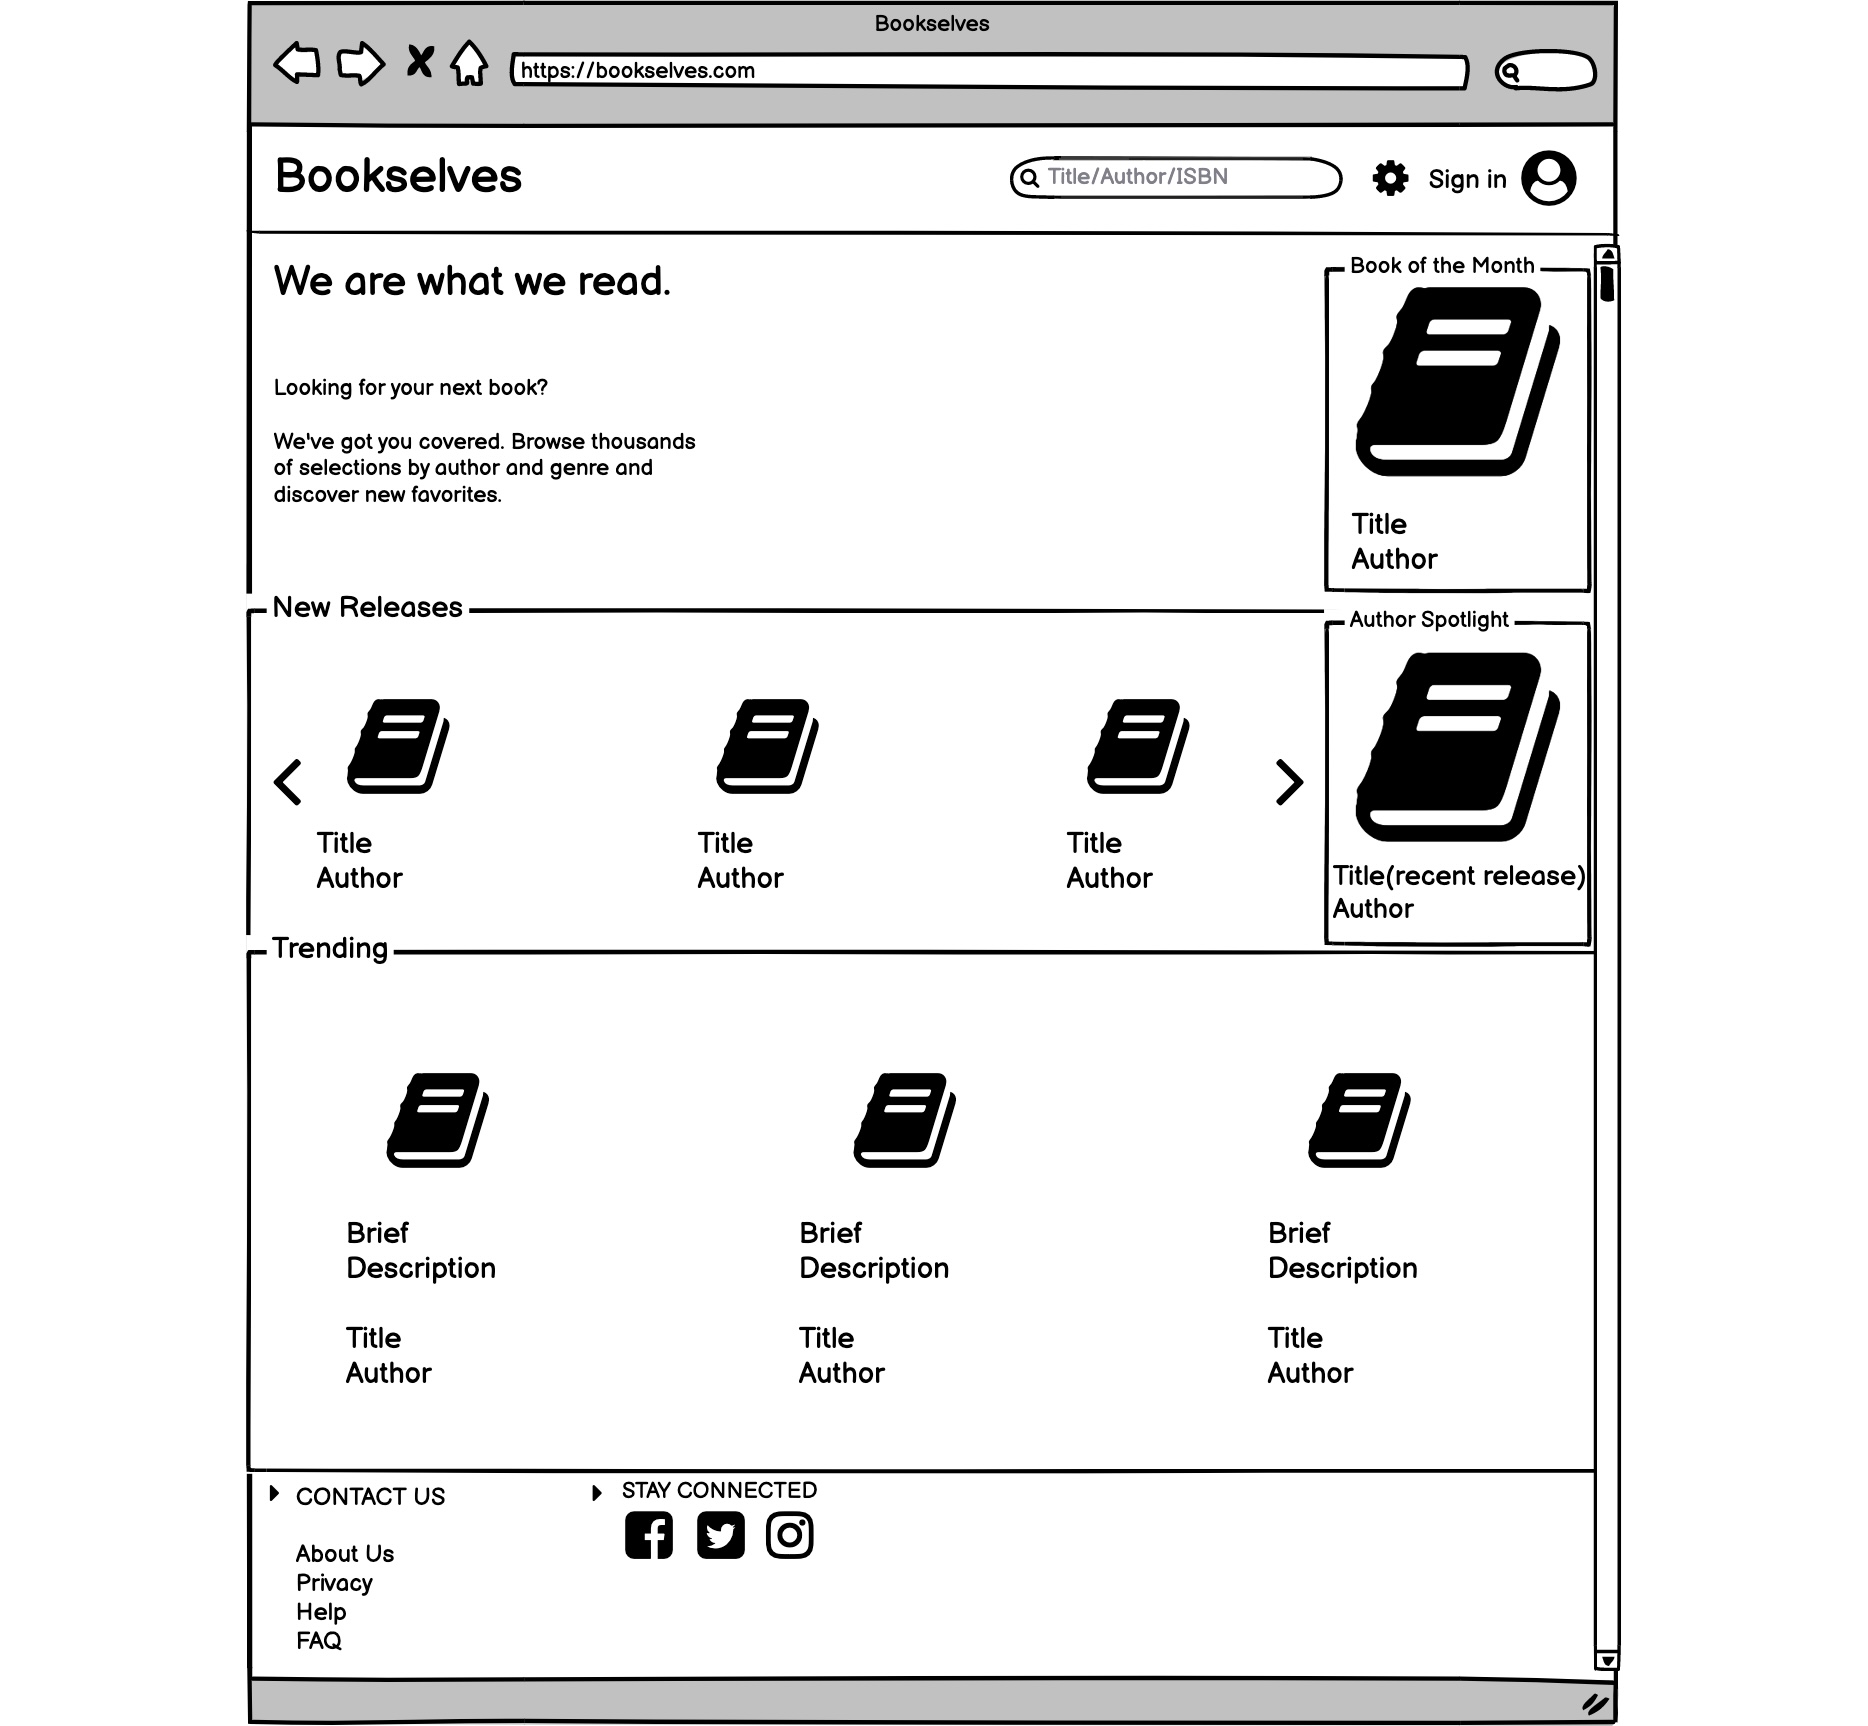 Bookselves
https://bookselves.com
Bookselves
Title/Author/ISBN
Sign in
We are what we read.
Looking for your next book?
We've got you covered. Browse thousands
of selections by author and genre and
discover new favorites.
Book of the Month
Title
Author
New Releases
Title
Author
Title
Author
Title
Author
Author Spotlight
Title(recent release)
Author
Trending
Brief
Description
Title
Author
Brief
Description
Title
Author
Brief
Description
Title
Author
CONTACT US
About Us
Privacy
Help
FAQ
STAY CONNECTED